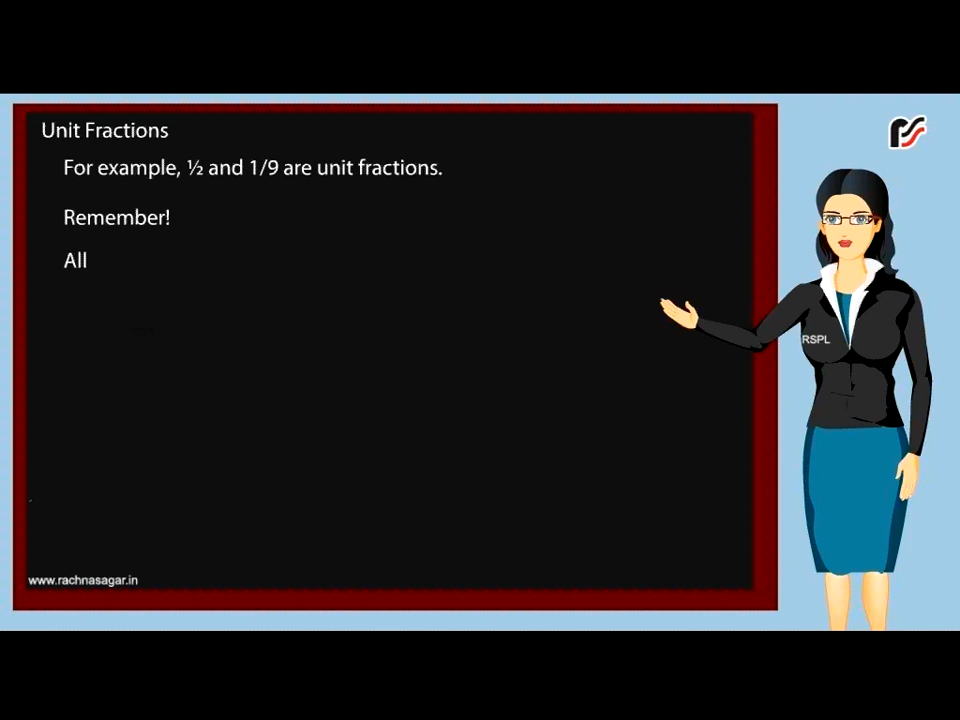 Unit Fractions
For example, ½ and 1/9 are unit fractions.
Remember!
All
RSPL
www.rachnasagar.in